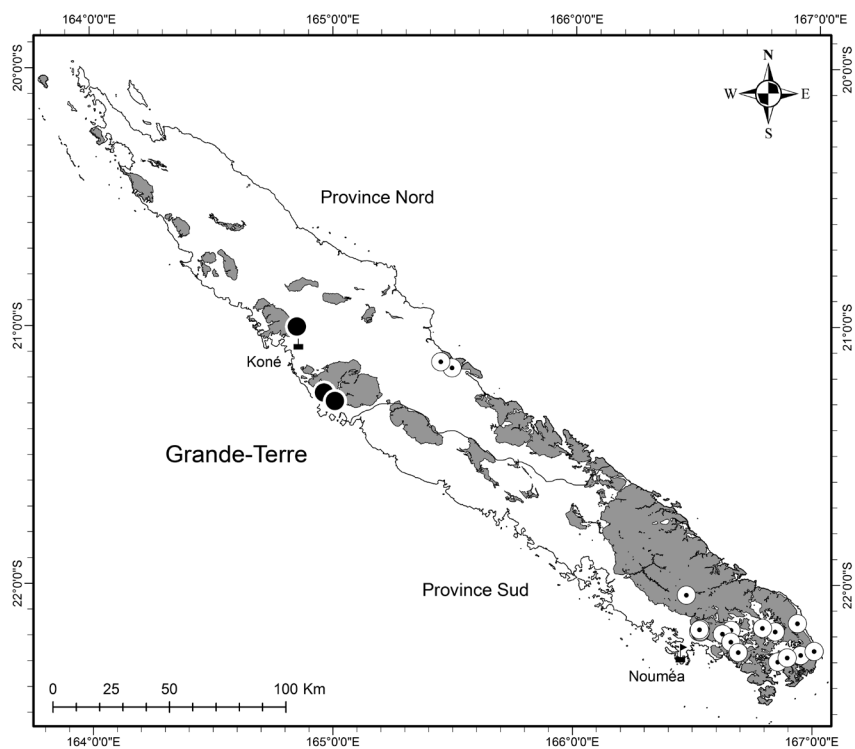 164°0'0"E 165°0'0"E 166°0'0"E 167°0'0"E
20°0'0"S 20°0'0"S
N
W E
S
Province Nord
21°0'0"S 21°0'0"S
Koné
Grande-Terre
22°0'0"S 22°0'0"S
Province Sud
Nouméa
0 25 50 100 Km
164°0'0"E 165°0'0"E 166°0'0"E 167°0'0"E